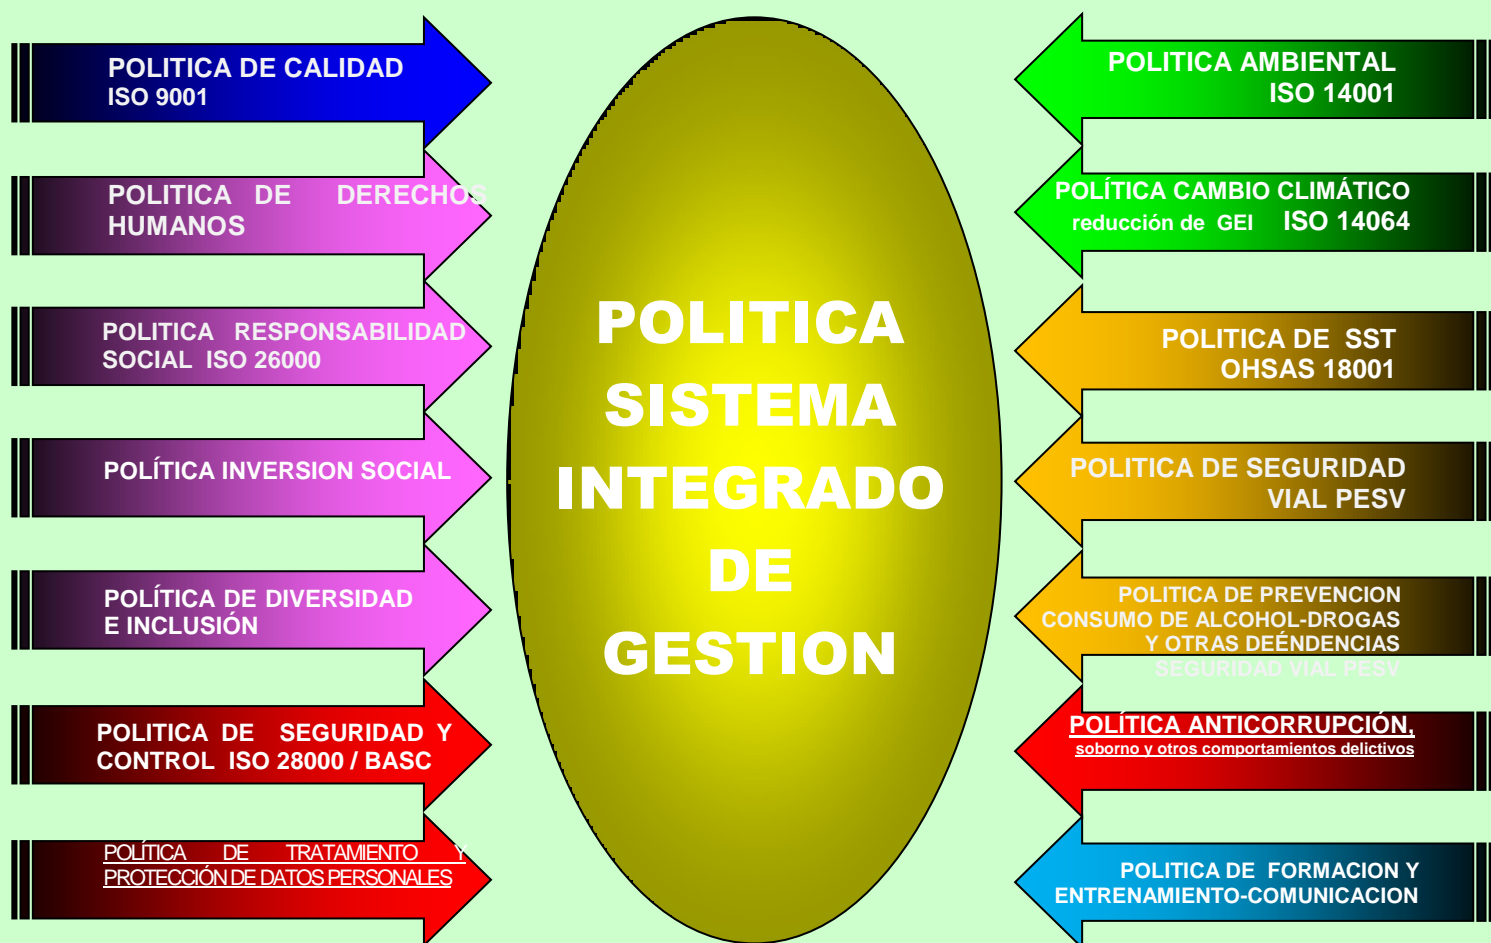 POLITICA DE CALIDAD
ISO 9001
POLITICA DE DERECHOS
HUMANOS
POLITICA RESPONSABILIDAD
SOCIAL ISO 26000
POLÍTICA INVERSION SOCIAL
POLÍTICA DE DIVERSIDAD
E INCLUSIÓN
POLITICA DE SEGURIDAD Y
CONTROL ISO 28000 / BASC
POLÍTICA DE TRATAMIENTO Y
PROTECCIÓN DE DATOS PERSONALES
POLITICA
SISTEMA
INTEGRADO
DE
GESTION
POLITICA AMBIENTAL
ISO 14001
POLÍTICA CAMBIO CLIMÁTICO
reducción de GEI ISO 14064
POLITICA DE SST
OHSAS 18001
POLITICA DE SEGURIDAD
VIAL PESV
POLITICA DE PREVENCION
CONSUMO DE ALCOHOL-DROGAS
Y OTRAS DEÉNDENCIAS
SEGURIDAD VIAL PESV
POLÍTICA ANTICORRUPCIÓN,
soborno y otros comportamientos delictivos
POLITICA DE FORMACION Y
ENTRENAMIENTO-COMUNICACION